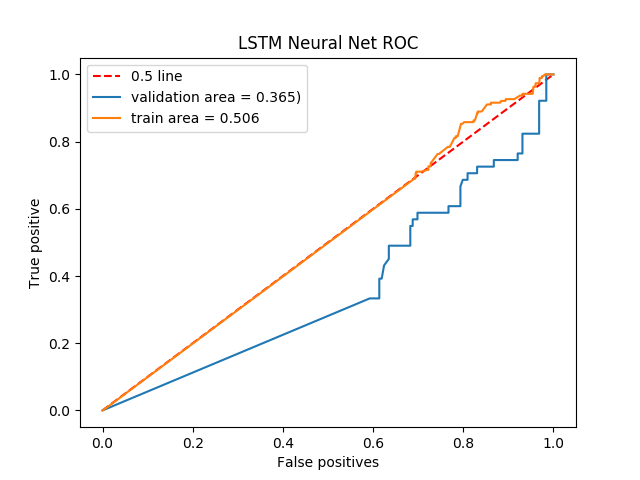 LSTM Neural Net ROC
0.5 line
validation area = 0.365)
train area = 0.506
1.0
0.8
0.6
0.4
0.2
0.0
True positive
0.0 0.2 0.4 0.6 0.8 1.0
False positives